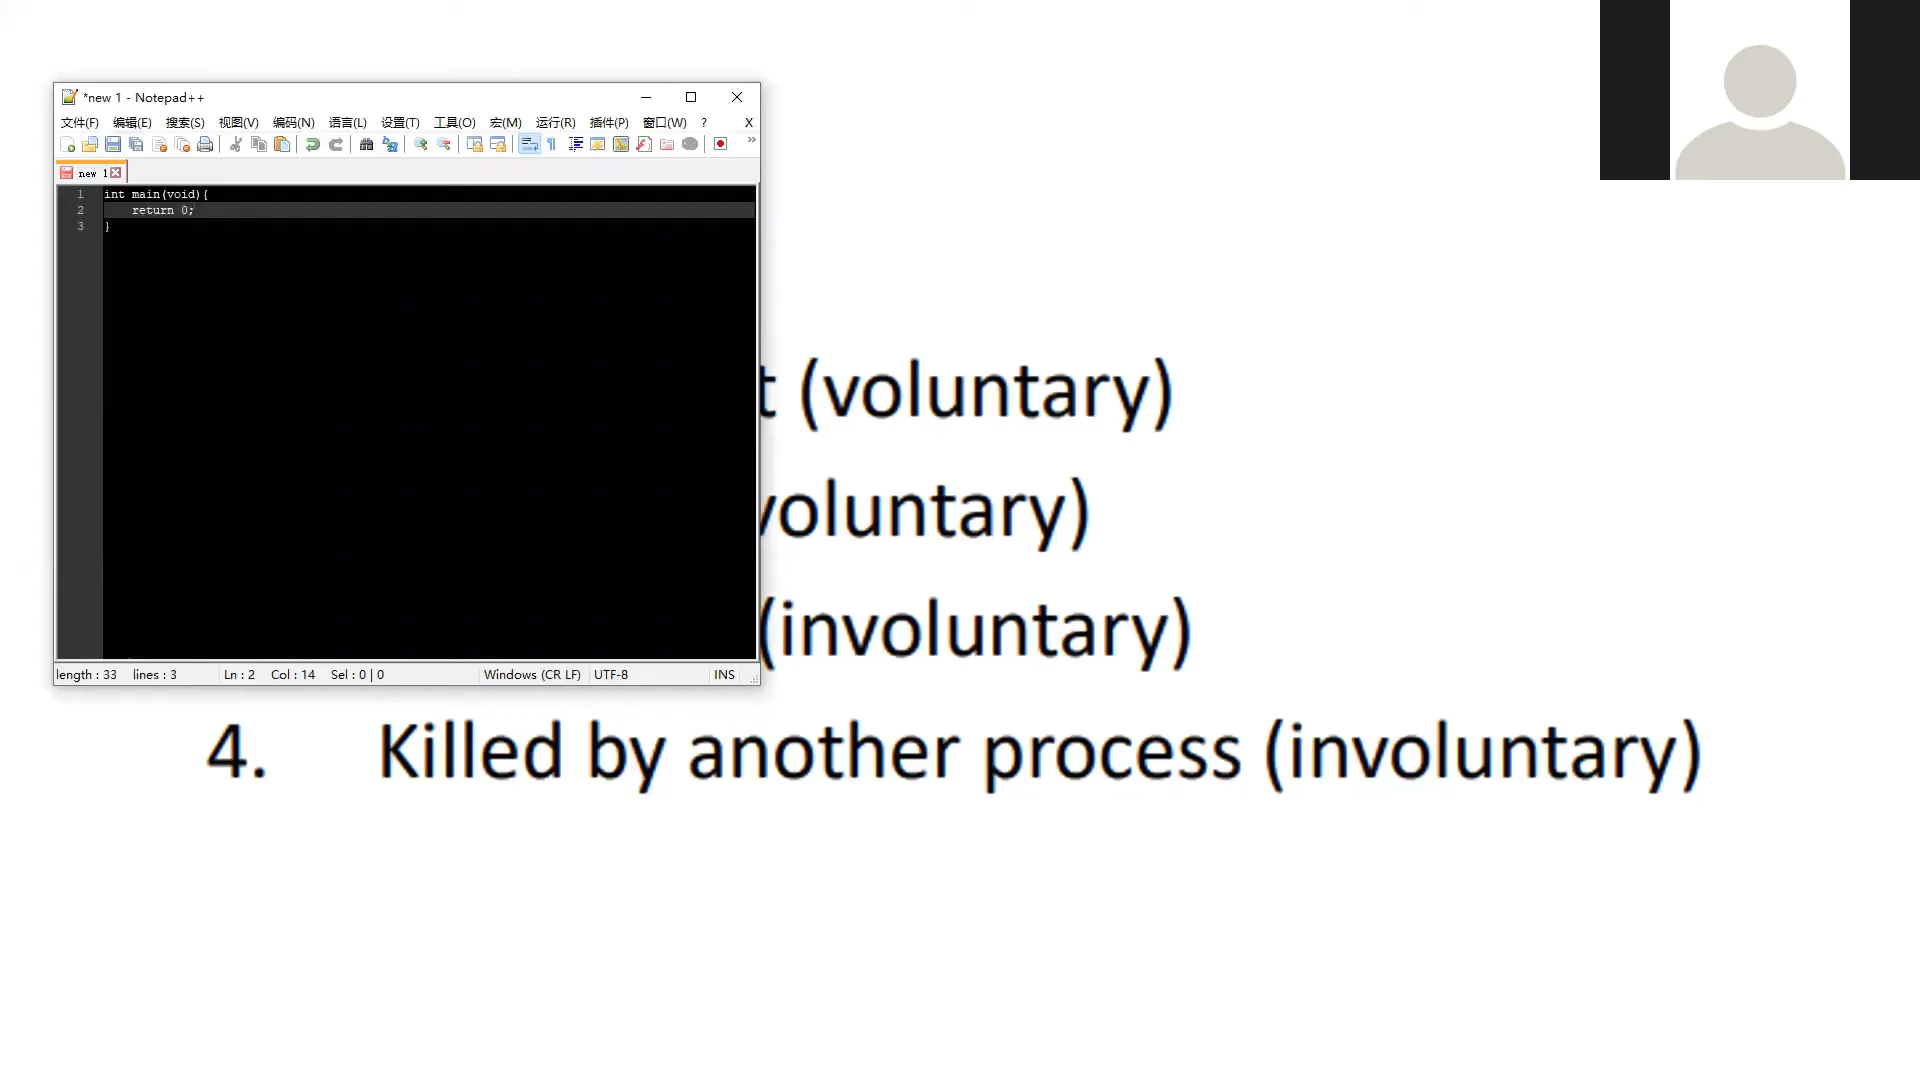 *new 1 - Notepad++
文件(F) 编辑(E) 搜索(S) 视图(V) 编码(N) 语言(L) 设置(T) 工具(O) 宏(M) 运行(R) 插件(P) 窗口(W) ? X
new 1
1 int main(void){
2 return 0;
3 }
t (voluntary)
voluntary)
(involuntary)
length : 33 lines : 3 Ln : 2 Col : 14 Sel : 0 | 0 Windows (CR LF) UTF-8 INS
4. Killed by another process (involuntary)